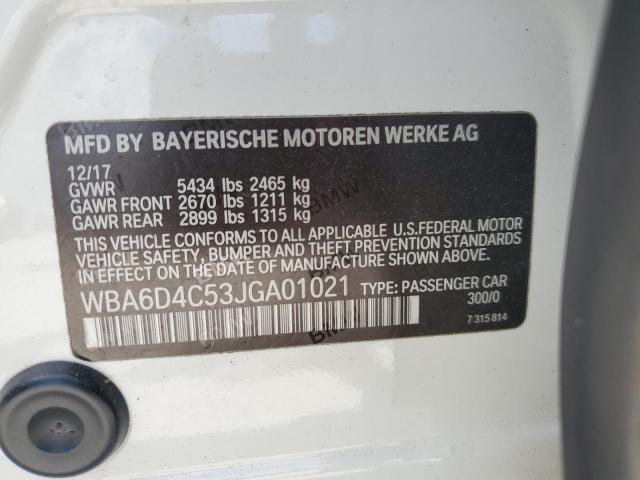 MFD BY BAYERISCHE MOTOREN WERKE AG
12/17
GVWR 5434 lbs 2465 kg
GAWR FRONT 2670 lbs 1211 kg
GAWR REAR 2899 lbs 1315 kg
THIS VEHICLE CONFORMS TO ALL APPLICABLE U.S.FEDERAL MOTOR
VEHICLE SAFETY, BUMPER AND THEFT PREVENTION STANDARDS
IN EFFECT ON THE DATE OF MANUFACTURE SHOWN ABOVE.
WBA6D4C53JGA01021 TYPE: PASSENGER CAR
300/0
7 315 814
BMW
BMW